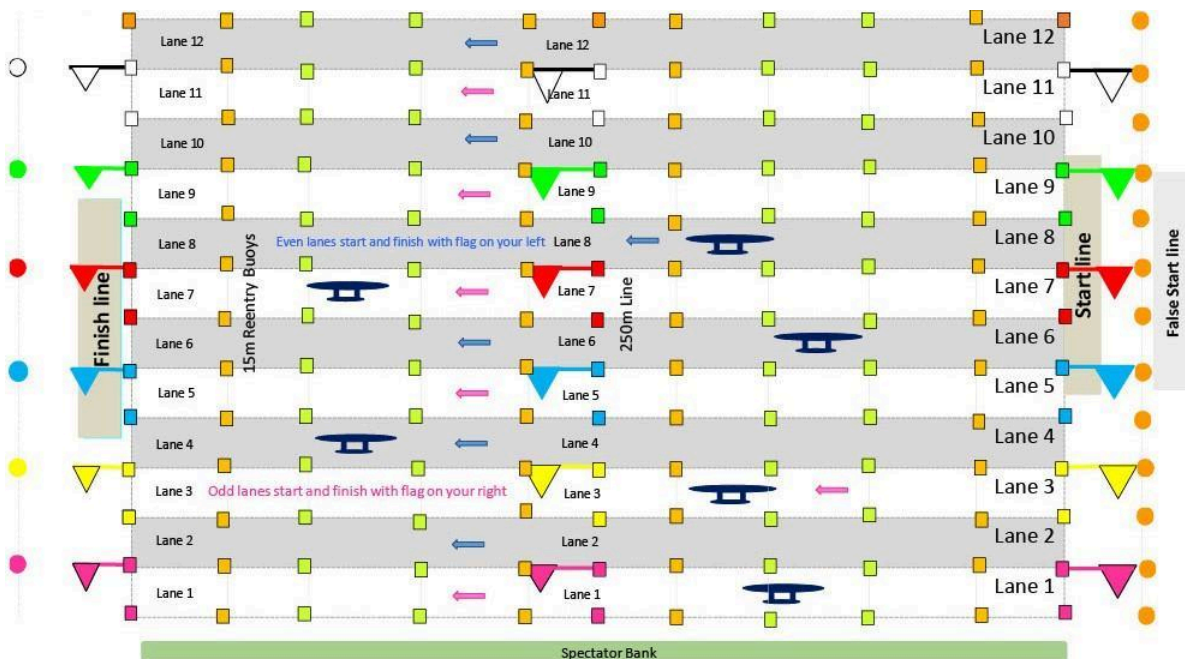 Lane 12
Lane 12
Lane 12
Lane 11
Lane 11
Lane 11
Lane 10
Lane 10
Lane 10
Lane 9
Lane 9
Lane 9
Lane 8
Even lanes start and finish with flag on your left
Lane 8
Lane 8
Lane 7
Lane 7
Lane 7
Finish line
15m Reentry Buoys
250m Line
Start line
False Start line
Lane 6
Lane 6
Lane 6
Lane 5
Lane 5
Lane 5
Lane 4
Lane 4
Lane 4
Lane 3
Odd lanes start and finish with flag on your right
Lane 3
Lane 3
Lane 2
Lane 2
Lane 2
Lane 1
Lane 1
Lane 1
Spectator Bank